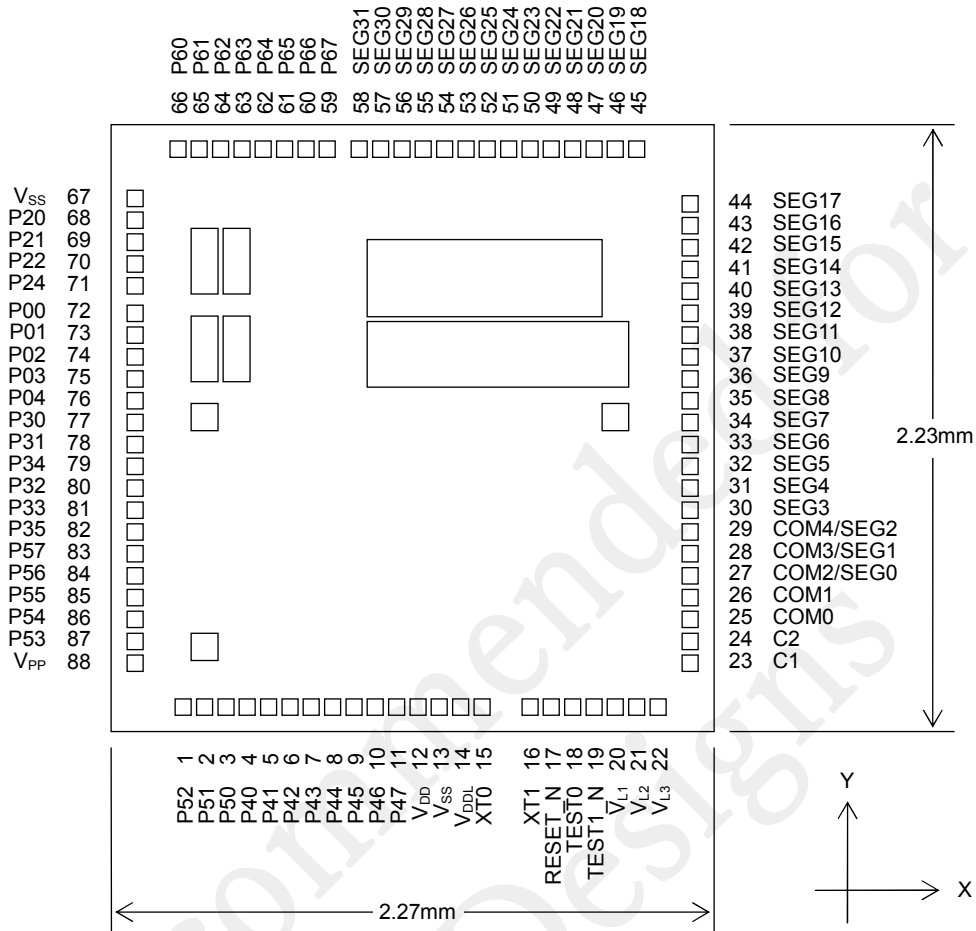 66 P60
65 P61
64 P62
63 P63
62 P64
61 P65
60 P66
59 P67
58 SEG31
57 SEG30
56 SEG29
55 SEG28
54 SEG27
53 SEG26
52 SEG25
51 SEG24
50 SEG23
49 SEG22
48 SEG21
47 SEG20
46 SEG19
45 SEG18
VSS 67
P20 68
P21 69
P22 70
P24 71
P00 72
P01 73
P02 74
P03 75
P04 76
P30 77
P31 78
P34 79
P32 80
P33 81
P35 82
P57 83
P56 84
P55 85
P54 86
P53 87
VPP 88
44 SEG17
43 SEG16
42 SEG15
41 SEG14
40 SEG13
39 SEG12
38 SEG11
37 SEG10
36 SEG9
35 SEG8
34 SEG7
33 SEG6
32 SEG5
31 SEG4
30 SEG3
29 COM4/SEG2
28 COM3/SEG1
27 COM2/SEG0
26 COM1
25 COM0
24 C2
23 C1
2.23mm
P52 1
P51 2
P50 3
P40 4
P41 5
P42 6
P43 7
P44 8
P45 9
P46 10
P47 11
VDD 12
VSS 13
VDDL 14
XT0 15
XT1 16
RESET_N 17
TEST0 18
TEST1_N 19
VL1 20
VL2 21
VL3 22
2.27mm
Y
X
ommended for
Designs